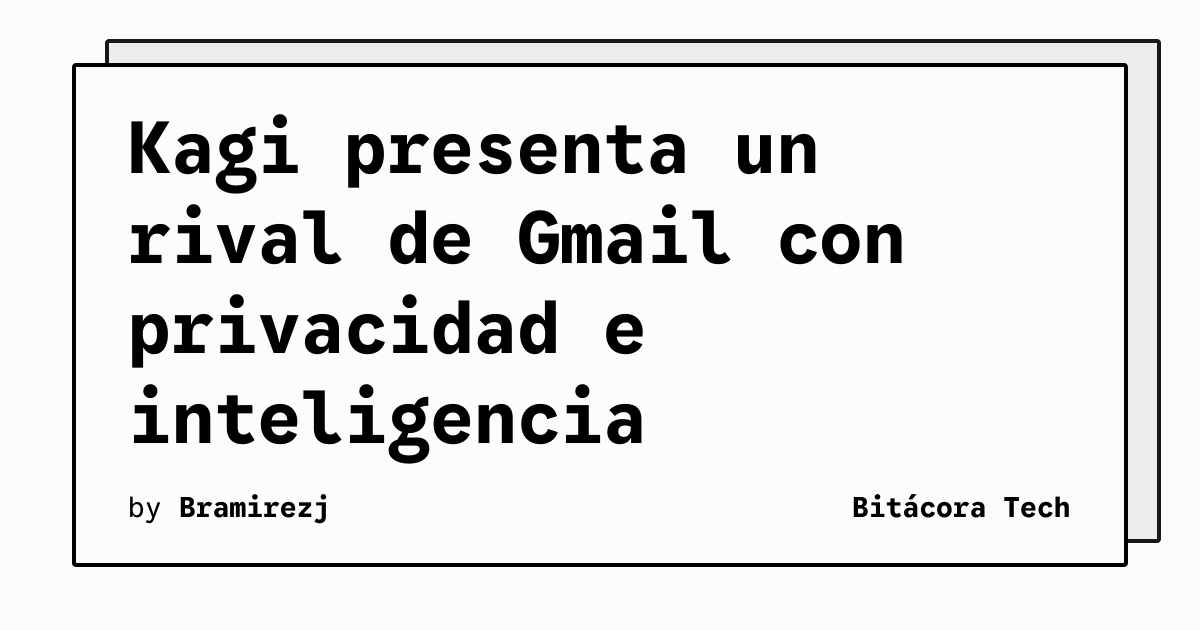 Kagi presenta un
rival de Gmail con
privacidad e
inteligencia
by Bramirezj
Bitácora Tech